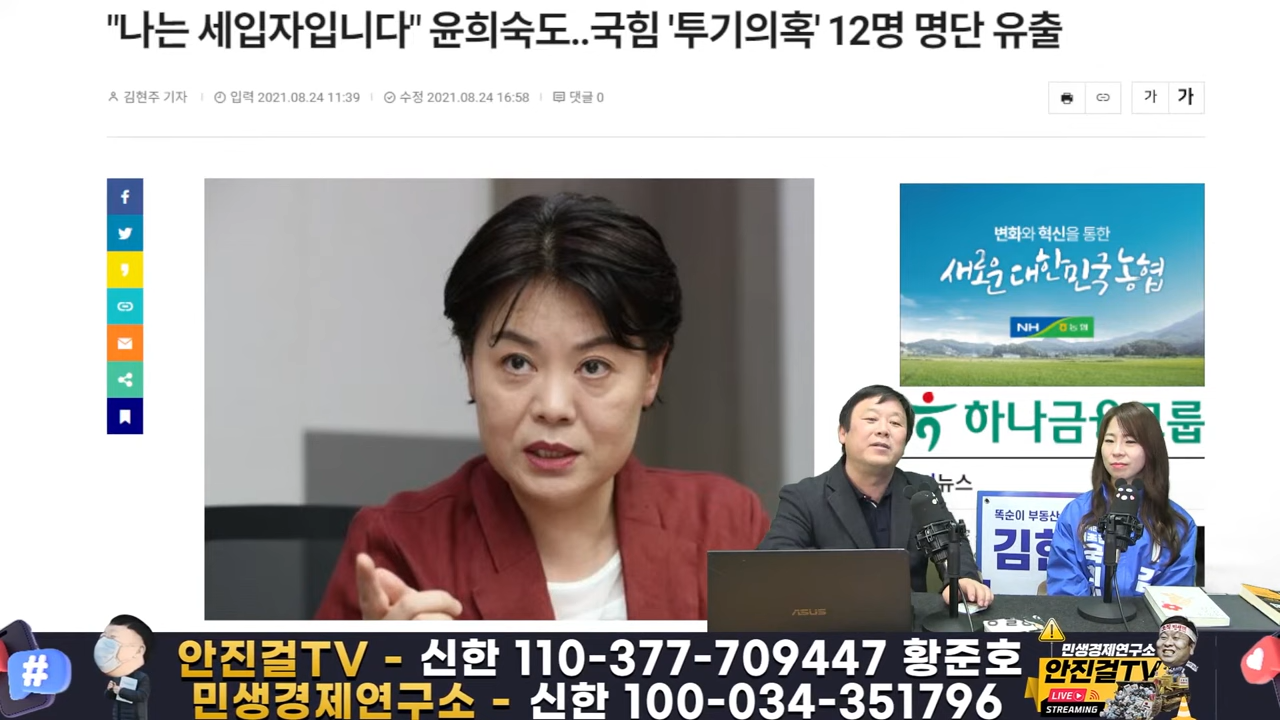 "나는 세입자입니다" 윤희숙도..국힘 '투기의혹' 12명 명단 유출
김현주 기자 입력 2021.08.24 11:39 수정 2021.08.24 16:58 댓글 0
가 가
변화와 혁신을 통한
새로운 대한민국 농협
NH 농협
하나금융그룹
뉴스
똑순이 부동산
김한
ASUS
#
안진걸TV - 신한 110-377-709447 황준호
민생경제연구소 - 신한 100-034-351796
민생경제연구소
안진걸TV
LIVE
STREAMING